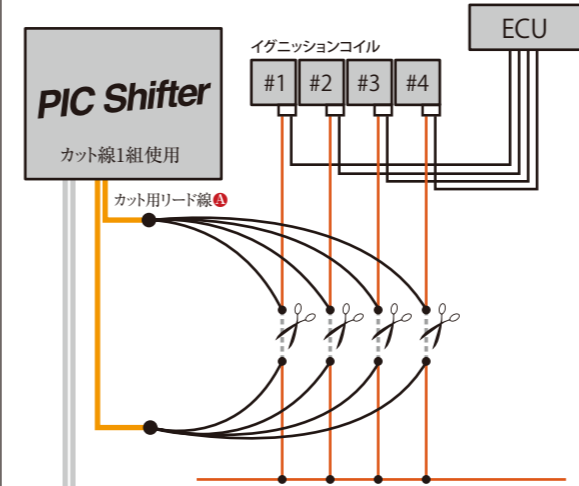 ECU
イグニッションコイル
#1 #2 #3 #4
PIC Shifter
カット線1組使用
カット用リード線A